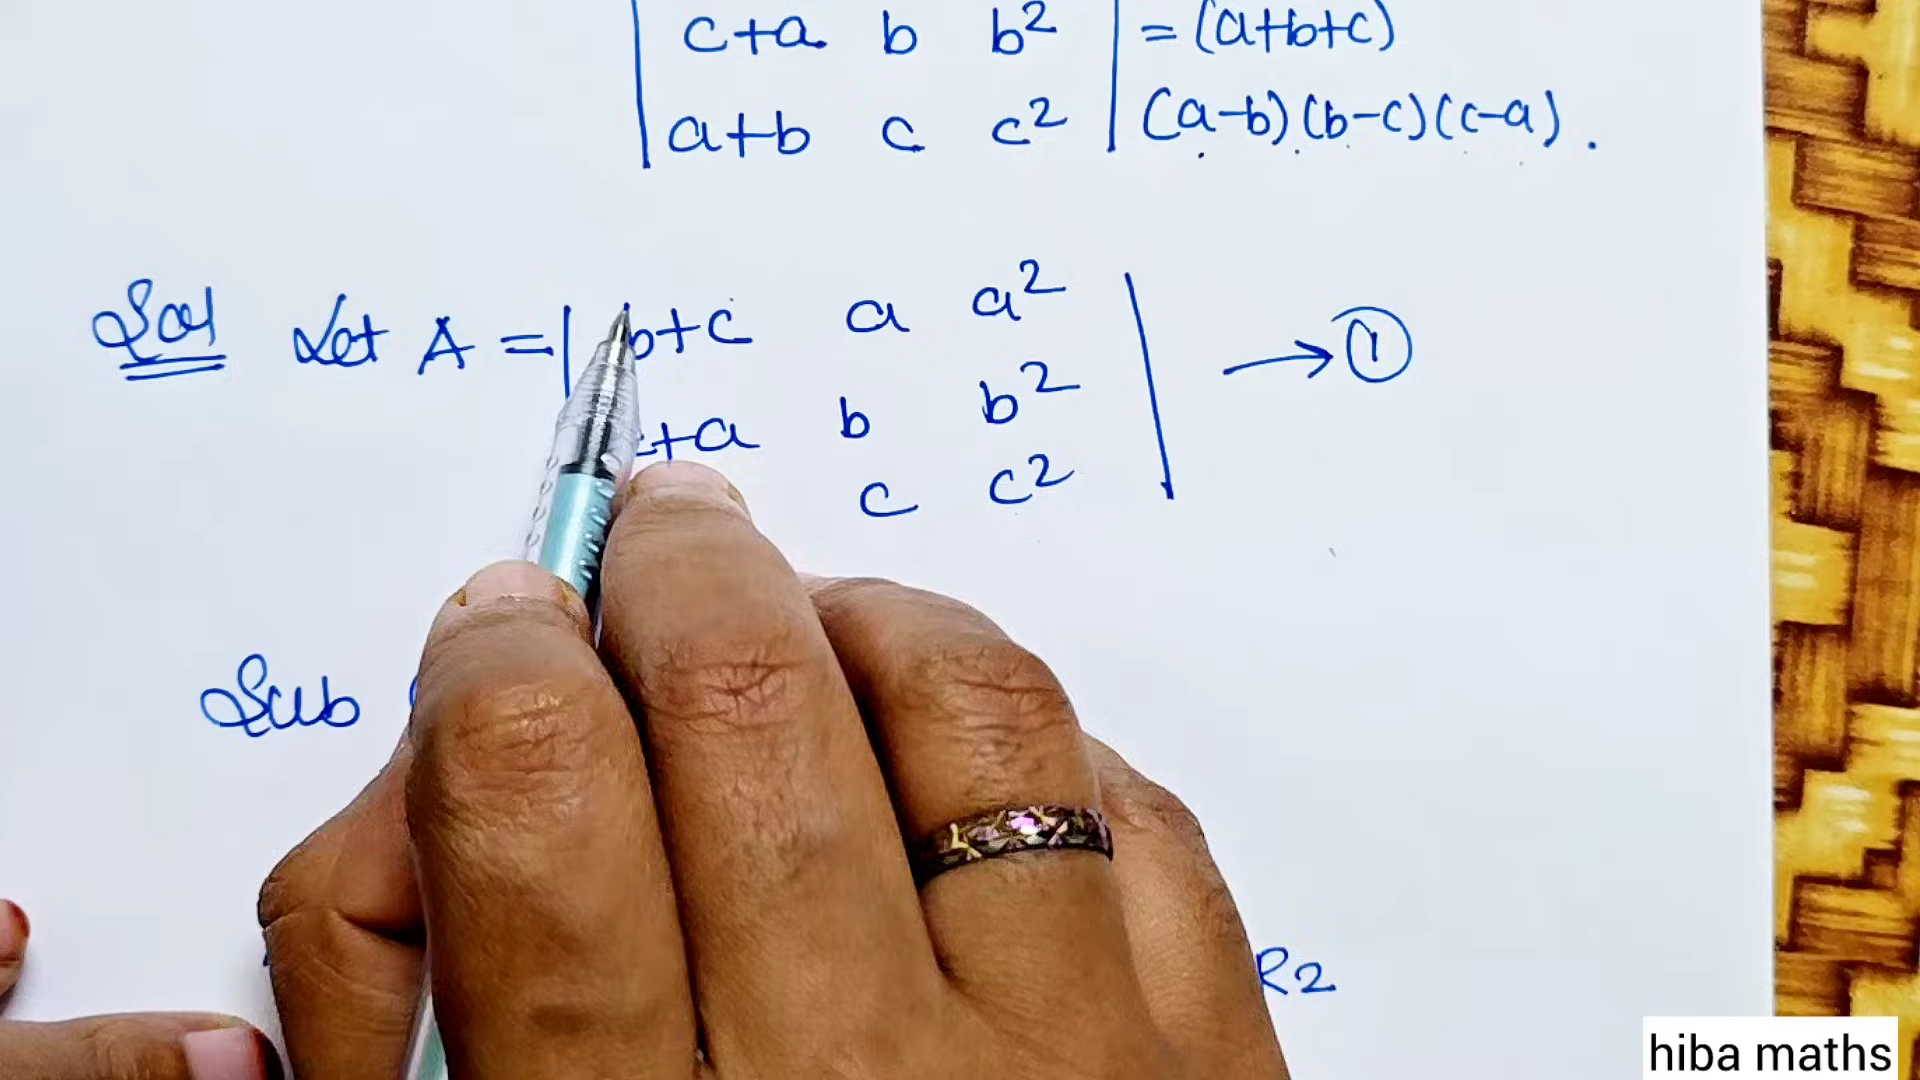 c+a b b² = (a+b+c)
a+b c c² (a-b)(b-c)(c-a).
Sol Let A = | b+c a a² | → ①
+a b b²
c c²
Sub
R2
hiba maths